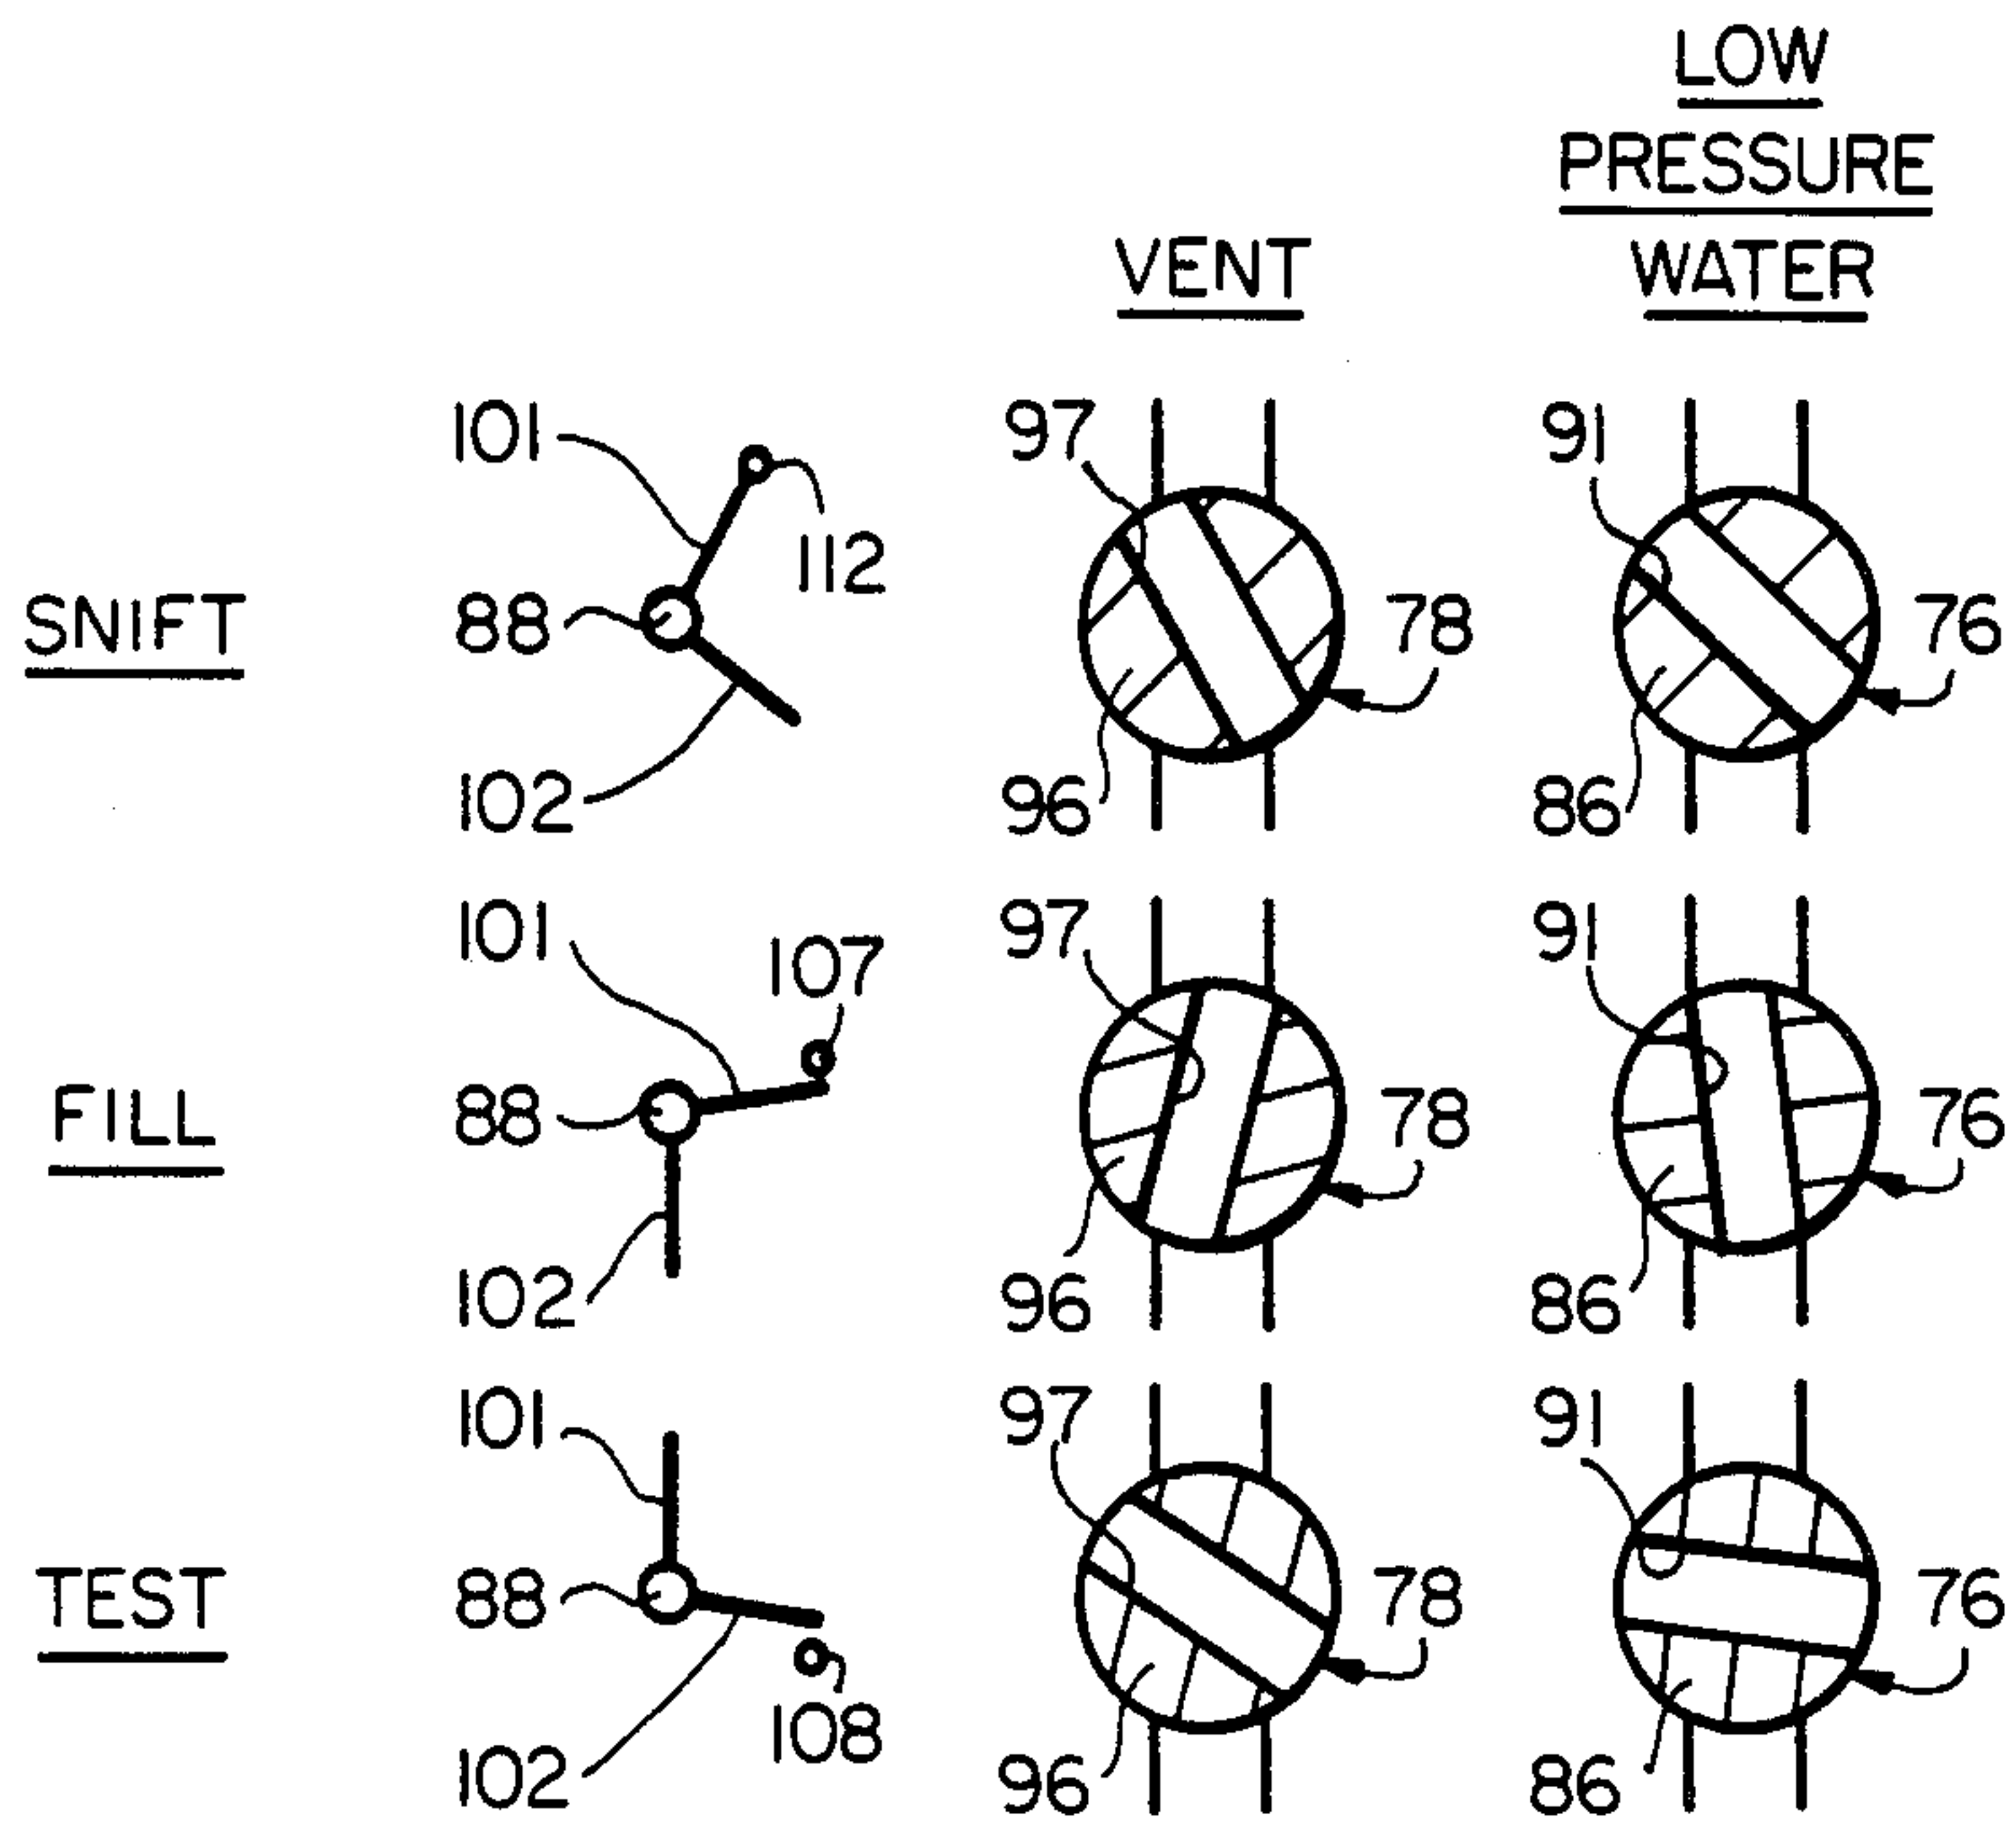 LOW
PRESSURE
VENT WATER
101 97 91
112
SNIFT 88 78 76
102 96 86
101 107 97 91
FILL 88 78 76
102 96 86
101 97 91
TEST 88 78 76
108
102 96 86